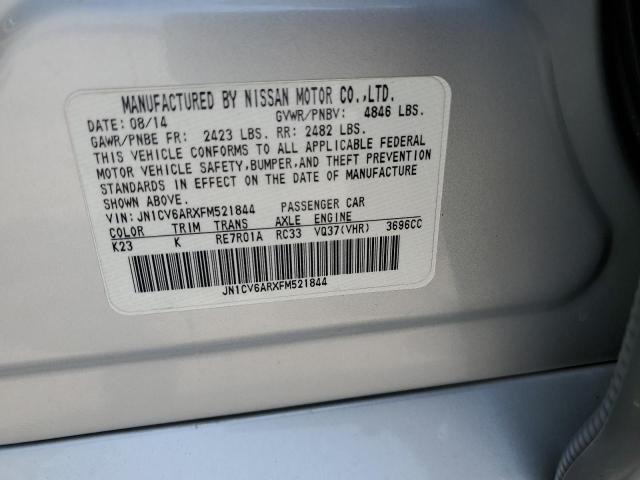 MANUFACTURED BY NISSAN MOTOR CO.,LTD.
DATE: 08/14 GVWR/PNBV: 4846 LBS.
GAWR/PNBE FR: 2423 LBS. RR: 2482 LBS.
THIS VEHICLE CONFORMS TO ALL APPLICABLE FEDERAL
MOTOR VEHICLE SAFETY,BUMPER,AND THEFT PREVENTION
STANDARDS IN EFFECT ON THE DATE OF MANUFACTURE
SHOWN ABOVE.
VIN: JN1CV6ARXFM521844 PASSENGER CAR
COLOR TRIM TRANS AXLE ENGINE
K23 K RE7R01A RC33 VQ37(VHR) 3696CC
JN1CV6ARXFM521844